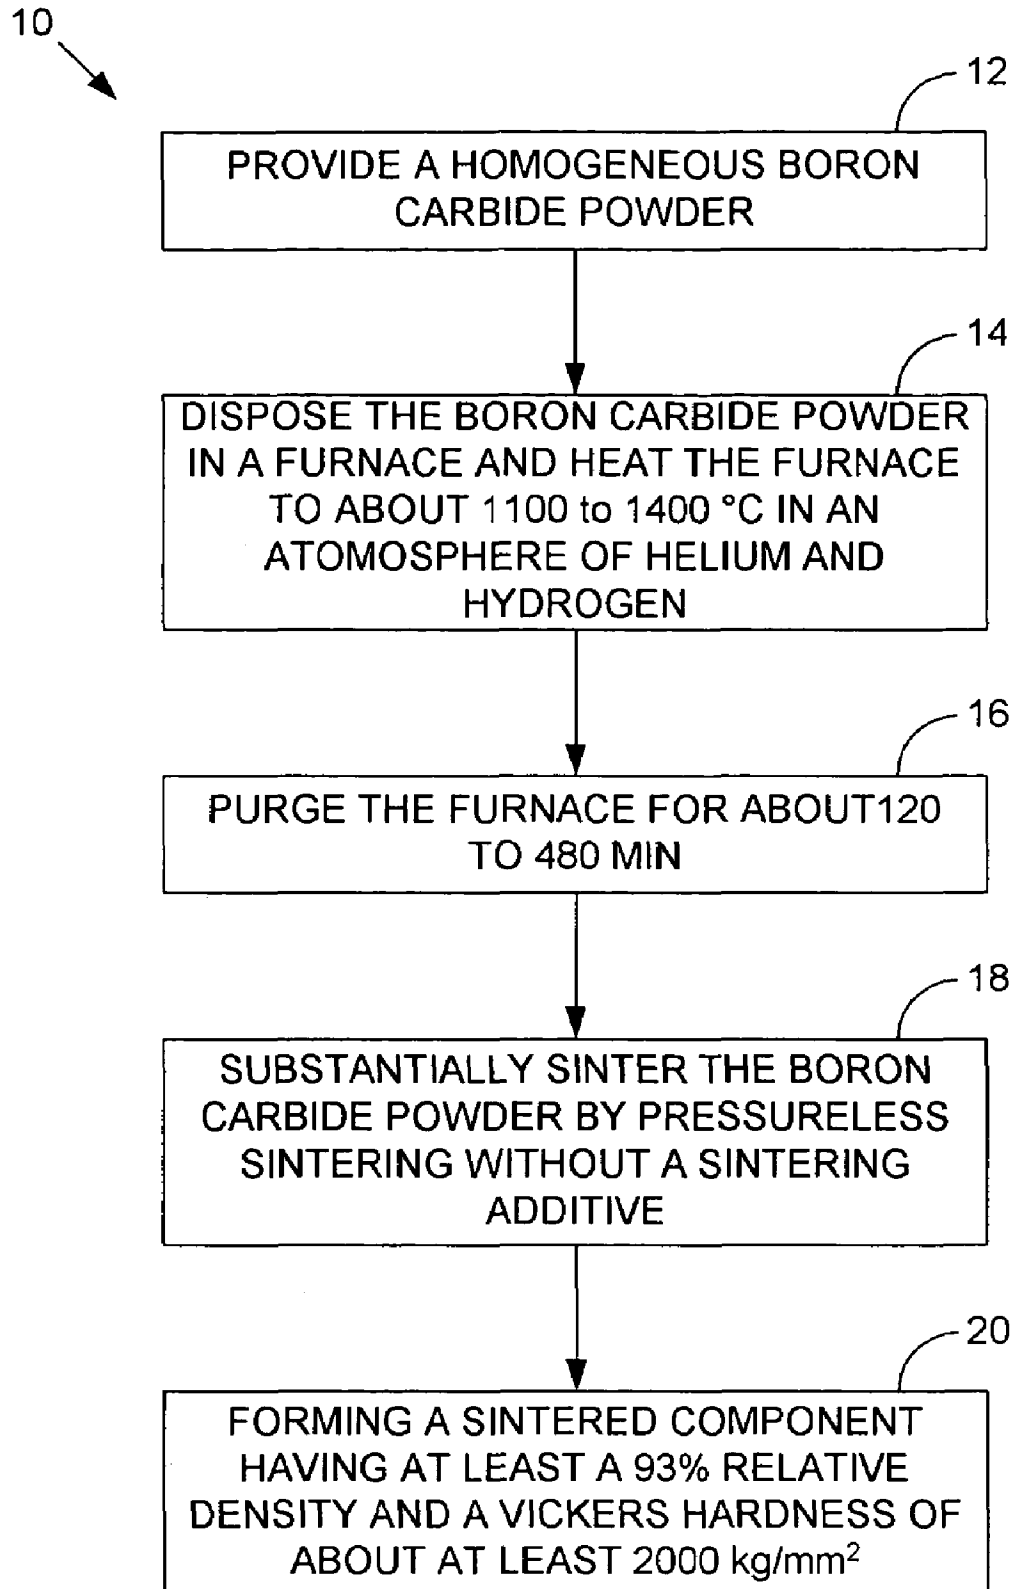 10
12
PROVIDE A HOMOGENEOUS BORON
CARBIDE POWDER
14
DISPOSE THE BORON CARBIDE POWDER
IN A FURNACE AND HEAT THE FURNACE
TO ABOUT 1100 to 1400 °C IN AN
ATOMOSPHERE OF HELIUM AND
HYDROGEN
16
PURGE THE FURNACE FOR ABOUT120
TO 480 MIN
18
SUBSTANTIALLY SINTER THE BORON
CARBIDE POWDER BY PRESSURELESS
SINTERING WITHOUT A SINTERING
ADDITIVE
20
FORMING A SINTERED COMPONENT
HAVING AT LEAST A 93% RELATIVE
DENSITY AND A VICKERS HARDNESS OF
ABOUT AT LEAST 2000 kg/mm²